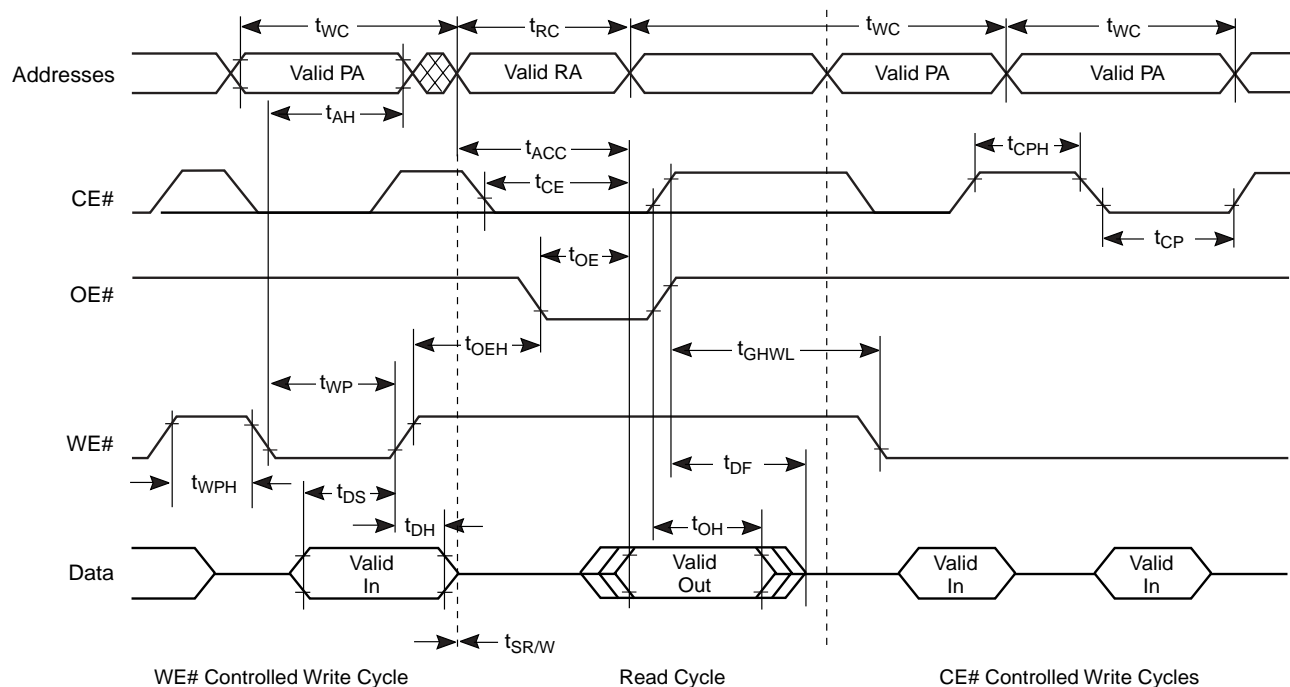 tWC tRC tWC tWC
Addresses Valid PA Valid RA Valid PA Valid PA
tAH
tACC tCPH
tCE
CE#
tOE tCP
OE#
tOEH tGHWL
tWP
WE#
tWPH tDS tDF
tDH tOH
Data Valid In Valid Out Valid In Valid In
tSR/W
WE# Controlled Write Cycle Read Cycle CE# Controlled Write Cycles